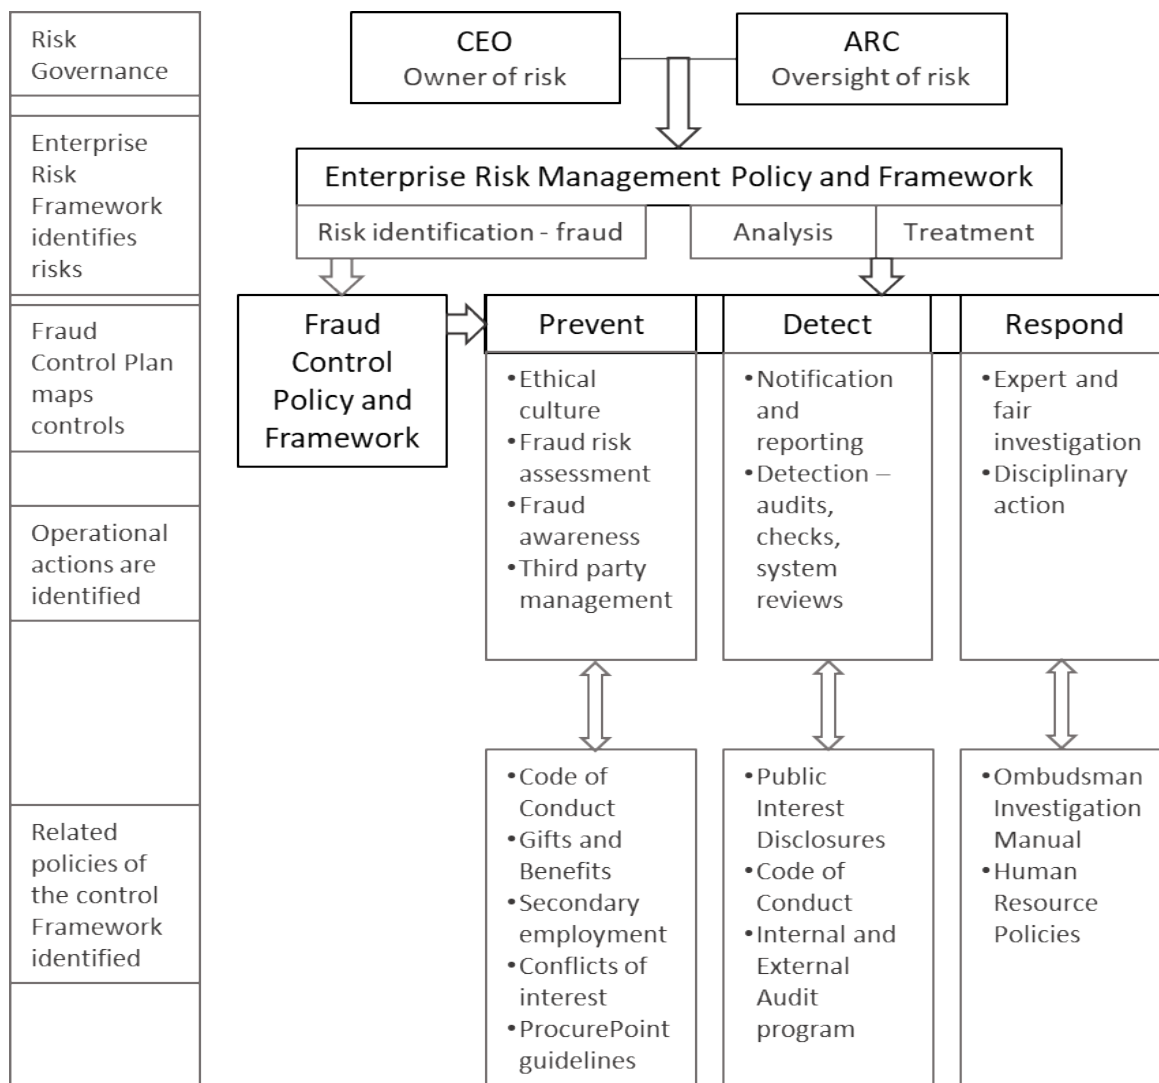 Risk
Governance
CEO
Owner of risk
ARC
Oversight of risk
Enterprise
Risk
Framework
identifies
risks
Enterprise Risk Management Policy and Framework
Risk identification - fraud
Analysis
Treatment
Fraud
Control Plan
maps
controls
Fraud
Control
Policy and
Framework
Prevent
•Ethical
culture
•Fraud risk
assessment
•Fraud
awareness
•Third party
management
Detect
•Notification
and
reporting
•Detection –
audits,
checks,
system
reviews
Respond
•Expert and
fair
investigation
•Disciplinary
action
Operational
actions are
identified
Related
policies of
the control
Framework
identified
•Code of
Conduct
•Gifts and
Benefits
•Secondary
employment
•Conflicts of
interest
•ProcurePoint
guidelines
•Public
Interest
Disclosures
•Code of
Conduct
•Internal and
External
Audit
program
•Ombudsman
Investigation
Manual
•Human
Resource
Policies